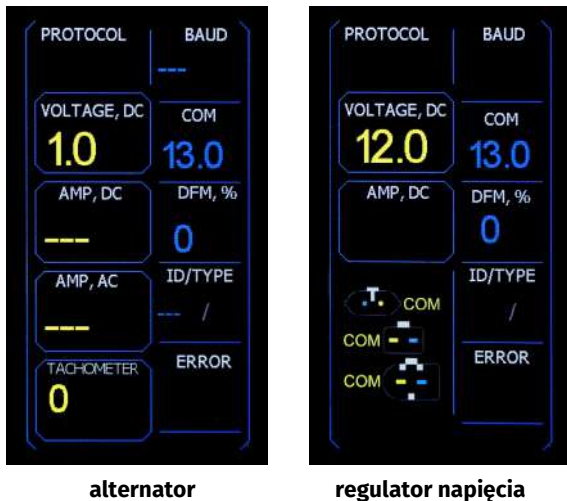 PROTOCOL BAUD
---
VOLTAGE, DC COM
1.0 13.0
AMP, DC DFM, %
--- 0
AMP, AC ID/TYPE
--- --- /
TACHOMETER ERROR
0
alternator
PROTOCOL BAUD
VOLTAGE, DC COM
12.0 13.0
AMP, DC DFM, %
0
ID/TYPE
COM /
COM
ERROR
COM
regulator napięcia